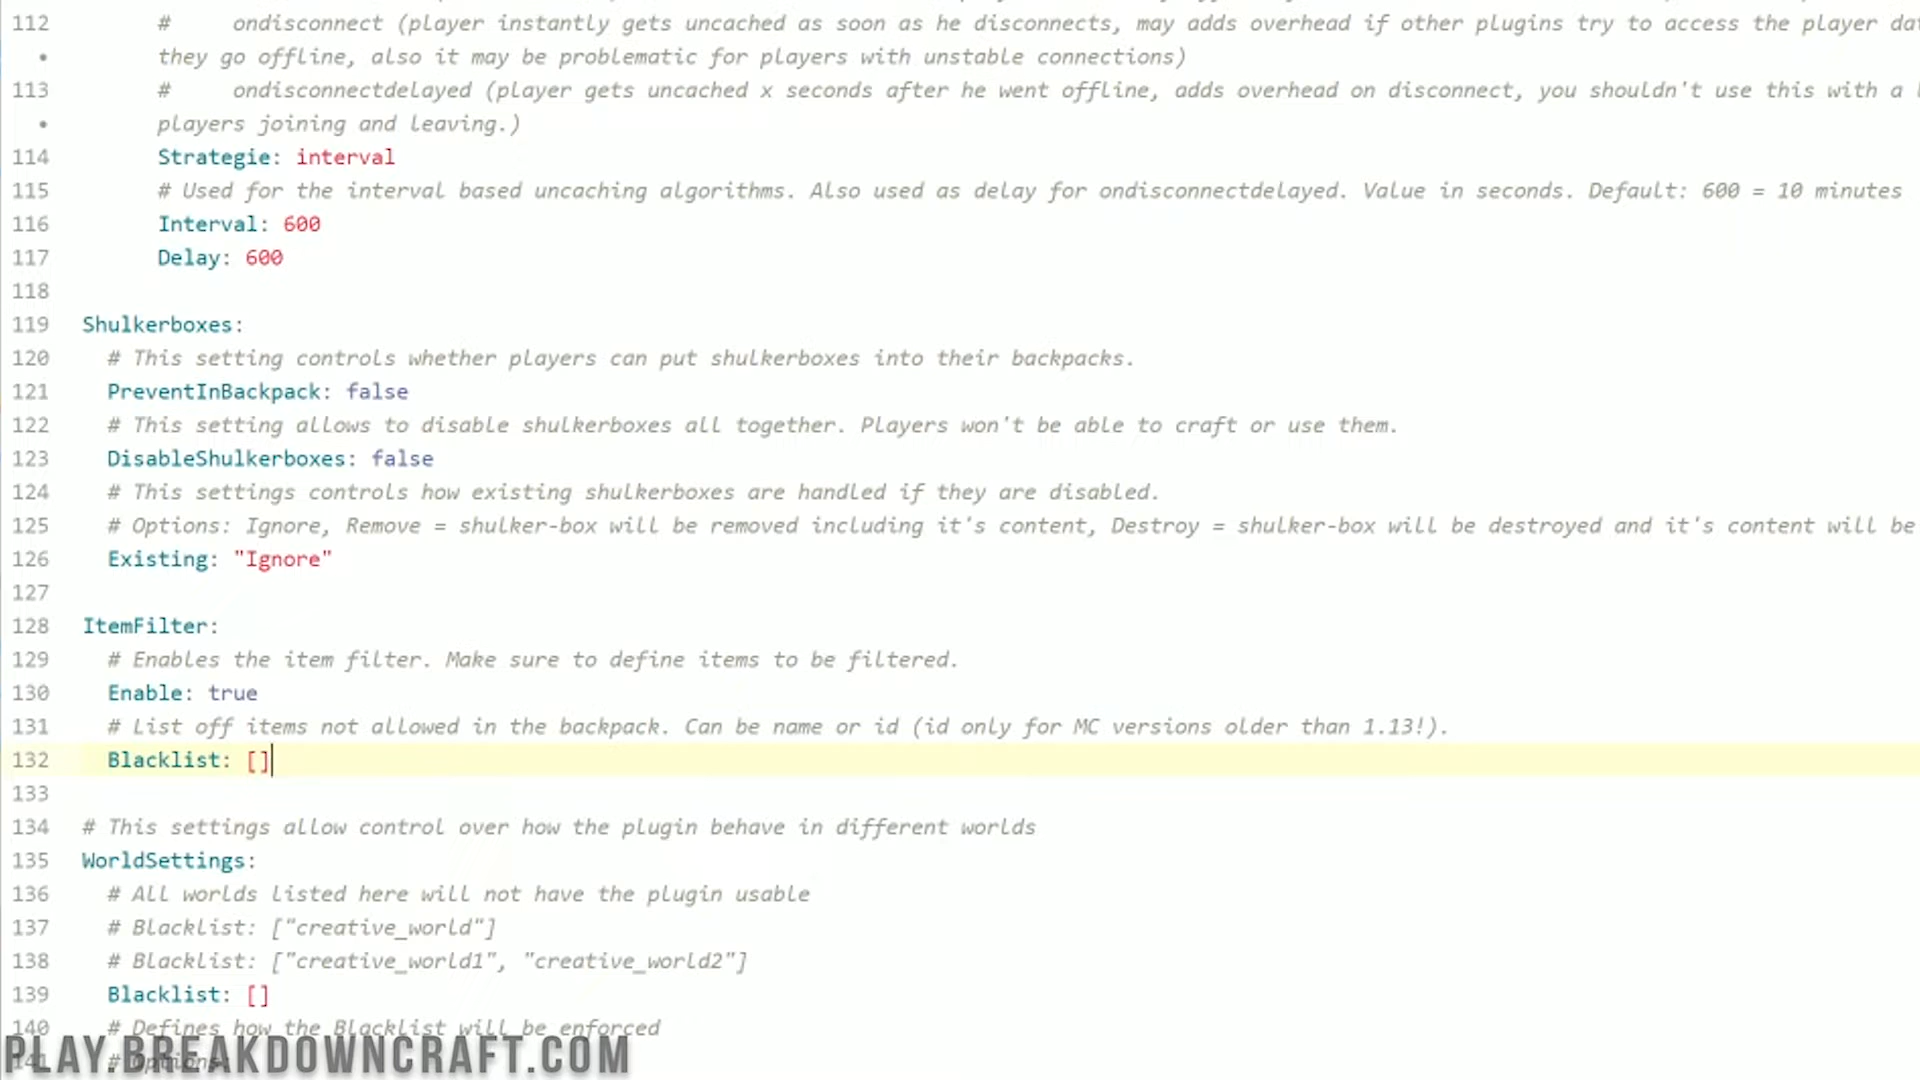 112 # ondisconnect (player instantly gets uncached as soon as he disconnects, may adds overhead if other plugins try to access the player
• they go offline, also it may be problematic for players with unstable connections)
113 # ondisconnectdelayed (player gets uncached x seconds after he went offline, adds overhead on disconnect, you shouldn't use this with a
• players joining and leaving.)
114 Strategie: interval
115 # Used for the interval based uncaching algorithms. Also used as delay for ondisconnectdelayed. Value in seconds. Default: 600 = 10 minutes
116 Interval: 600
117 Delay: 600
118
119 Shulkerboxes:
120 # This setting controls whether players can put shulkerboxes into their backpacks.
121 PreventInBackpack: false
122 # This setting allows to disable shulkerboxes all together. Players won't be able to craft or use them.
123 DisableShulkerboxes: false
124 # This settings controls how existing shulkerboxes are handled if they are disabled.
125 # Options: Ignore, Remove = shulker-box will be removed including it's content, Destroy = shulker-box will be destroyed and it's content will be
126 Existing: "Ignore"
127
128 ItemFilter:
129 # Enables the item filter. Make sure to define items to be filtered.
130 Enable: true
131 # List off items not allowed in the backpack. Can be name or id (id only for MC versions older than 1.13!).
132 Blacklist: []
133
134 # This settings allow control over how the plugin behave in different worlds
135 WorldSettings:
136 # All worlds listed here will not have the plugin usable
137 # Blacklist: ["creative_world"]
138 # Blacklist: ["creative_world1", "creative_world2"]
139 Blacklist: []
140 # Defines how the Blacklist will be enforced
141 # Options:
PLAY.BREAKDOWNCRAFT.COM